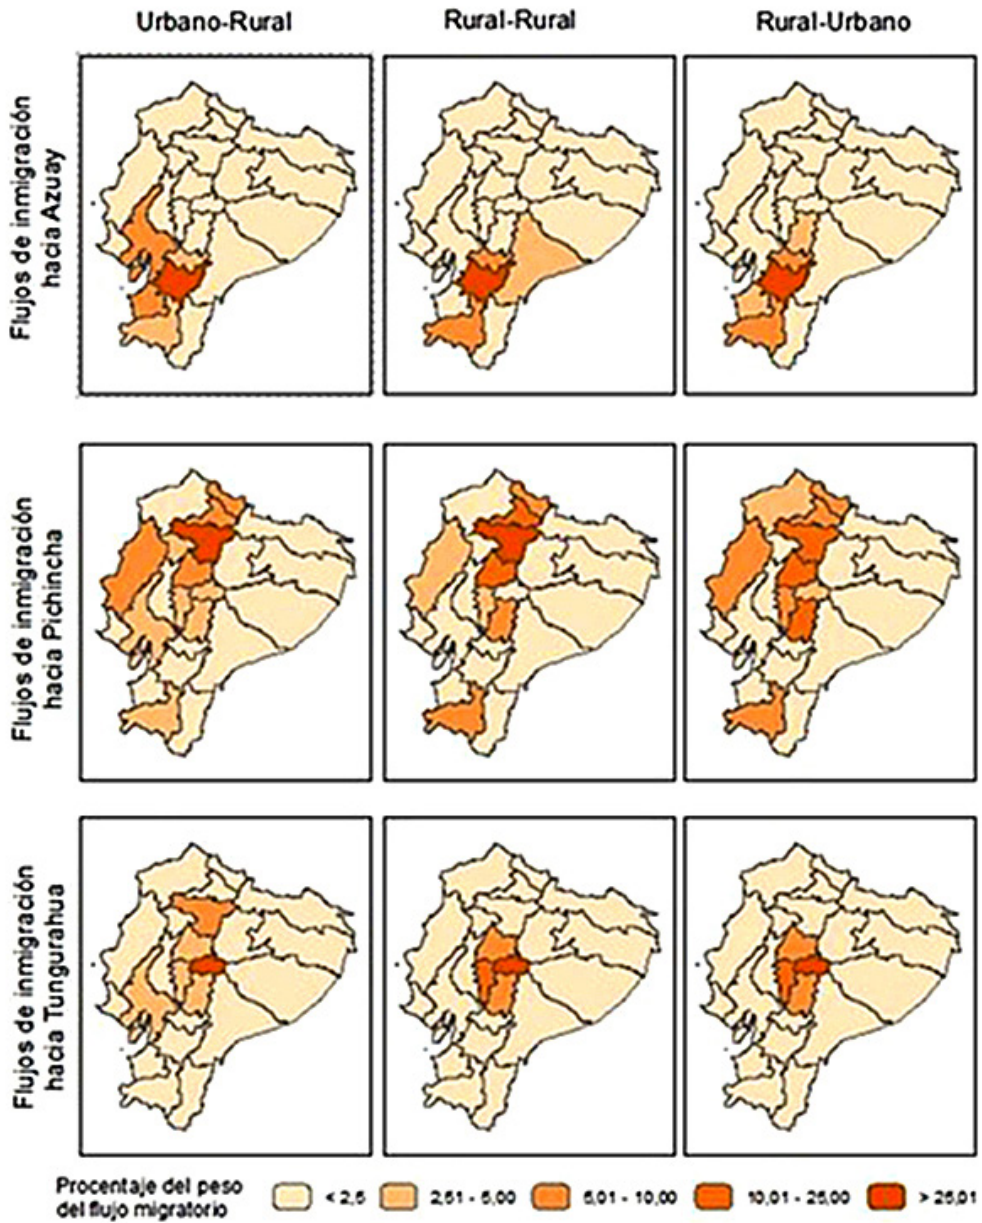 Urbano-Rural Rural-Rural Rural-Urbano
Flujos de inmigración
hacia Azuay
Flujos de inmigración
hacia Pichincha
Flujos de inmigración
hacia Tungurahua
Procentaje del peso
del flujo migratorio
< 2,5 2,51 - 5,00 5,01 - 10,00 10,01 - 25,00 > 25,01